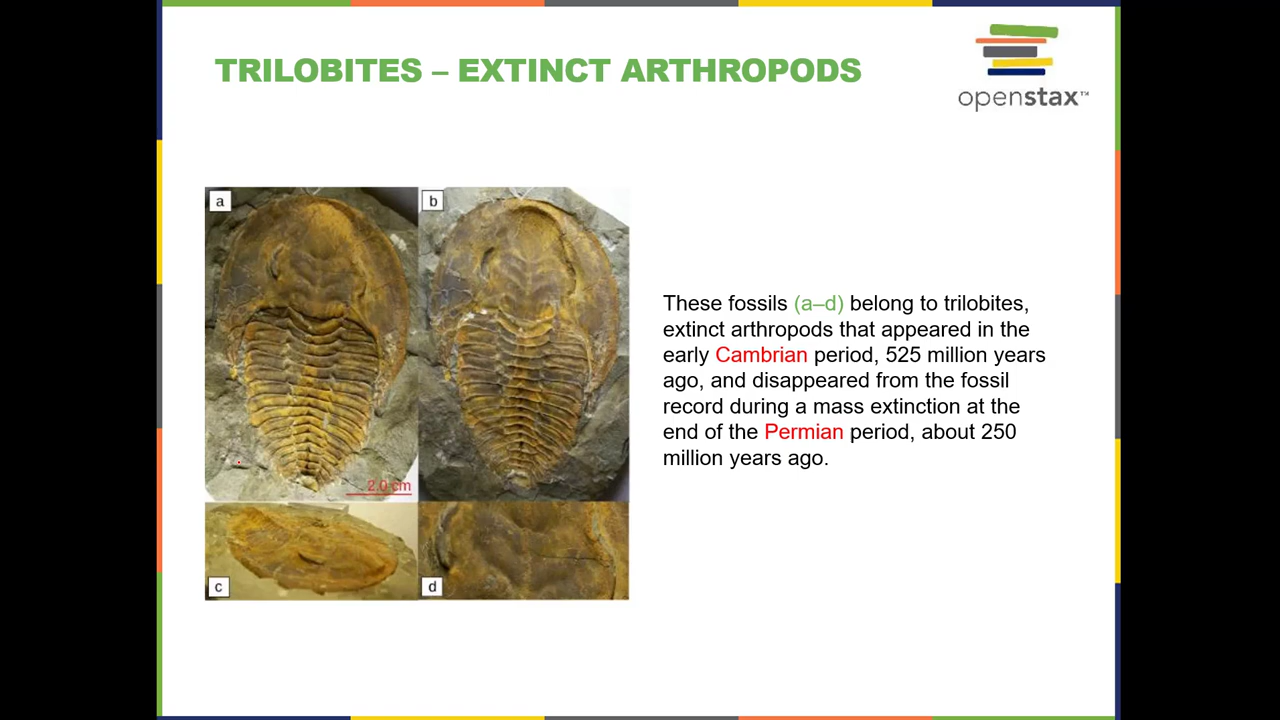 TRILOBITES – EXTINCT ARTHROPODS
openstax™
a
b
2.0 cm
c
d
These fossils (a–d) belong to trilobites,
extinct arthropods that appeared in the
early Cambrian period, 525 million years
ago, and disappeared from the fossil
record during a mass extinction at the
end of the Permian period, about 250
million years ago.